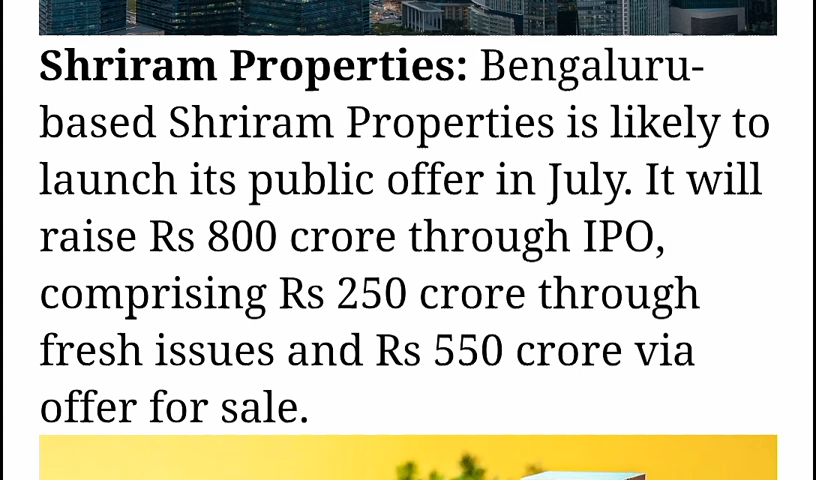 Shriram Properties: Bengaluru-
based Shriram Properties is likely to
launch its public offer in July. It will
raise Rs 800 crore through IPO,
comprising Rs 250 crore through
fresh issues and Rs 550 crore via
offer for sale.